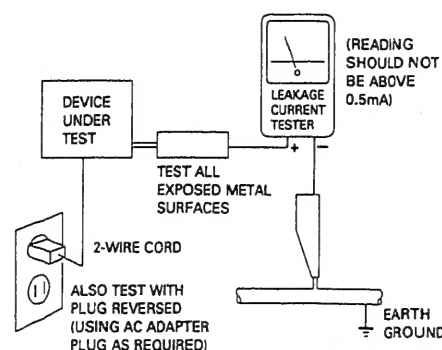 (READING
SHOULD NOT
BE ABOVE
0.5mA)
DEVICE
UNDER
TEST
LEAKAGE
CURRENT
TESTER
+ −
TEST ALL
EXPOSED METAL
SURFACES
2-WIRE CORD
ALSO TEST WITH
PLUG REVERSED
(USING AC ADAPTER
PLUG AS REQUIRED)
EARTH
GROUND